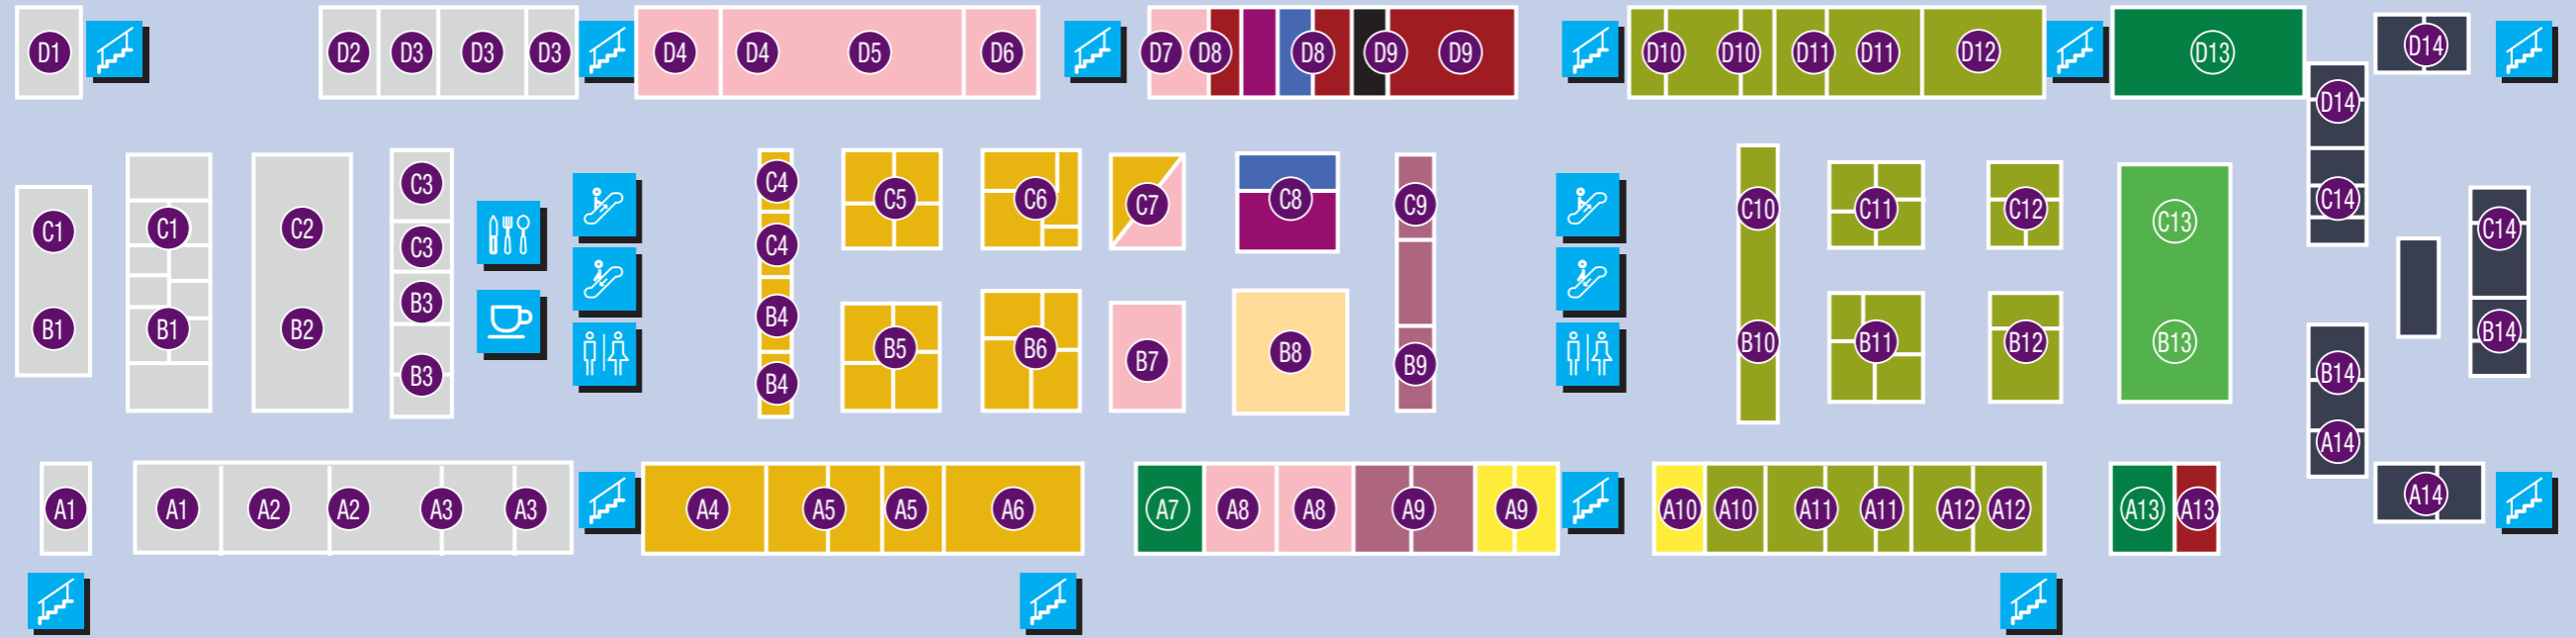 D1 D2 D3 D3 D3 D4 D4 D5 D6 D7 D8 D8 D9 D9 D10 D10 D11 D11 D12 D13 D14
D14
C1 C1 C2 C3 C3 C4 C4 C5 C6 C7 C8 C9 C10 C11 C12 C13 C14 C14
B1 B1 B2 B3 B3 B4 B4 B5 B6 B7 B8 B9 B10 B11 B12 B13 B14 B14
A14
A1 A1 A2 A2 A3 A3 A4 A5 A5 A6 A7 A8 A8 A9 A9 A10 A10 A11 A11 A12 A12 A13 A13 A14